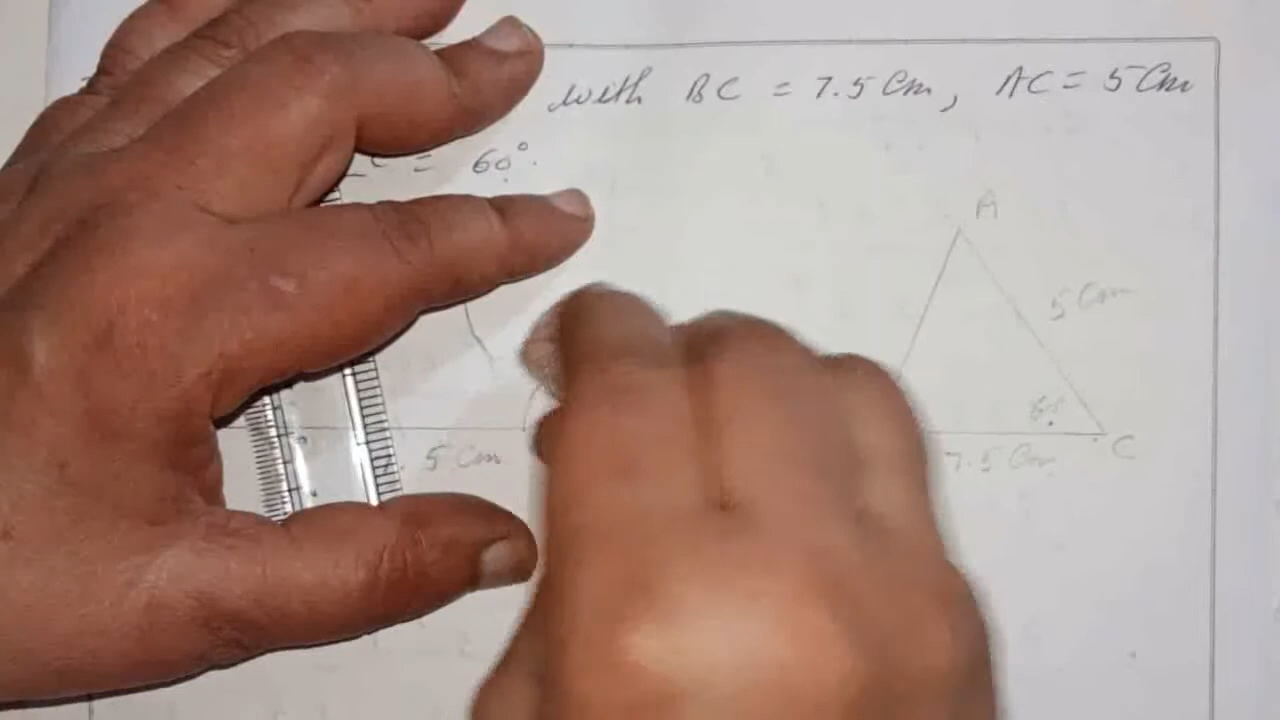 with BC = 7.5 Cm, AC = 5 Cm
C = 60°.
A
5 Cm
60°
C
5 Cm
7.5 Cm